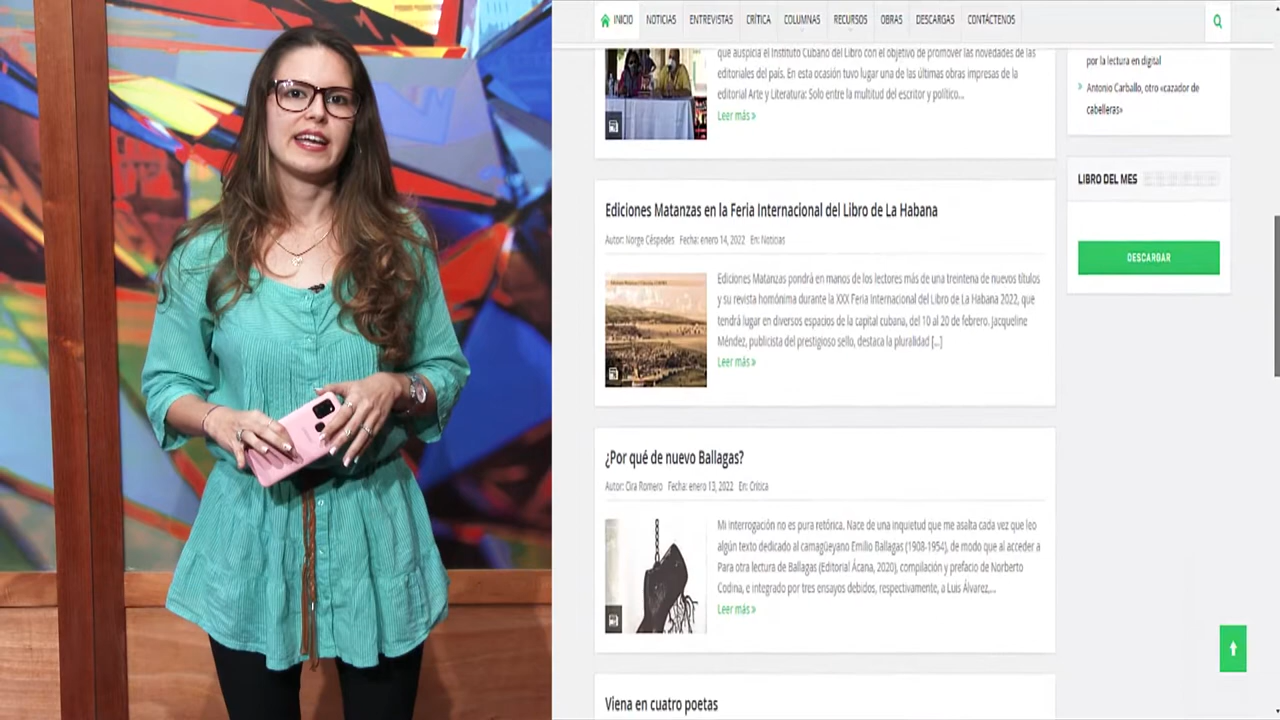 INICIO NOTICIAS ENTREVISTAS CRÍTICA COLUMNAS RECURSOS OBRAS DESCARGAS CONTÁCTENOS
que auspicia el Instituto Cubano del Libro con el objetivo de promover las novedades de las
editoriales del país. En esta ocasión tuvo lugar una de las últimas obras impresas de la
editorial Arte y Literatura: Solo entre la multitud del escritor y político...
Leer más »
Ediciones Matanzas en la Feria Internacional del Libro de La Habana
Autor: Norge Céspedes Fecha: enero 14, 2022 En: Noticias
Ediciones Matanzas pondrá en manos de los lectores más de una treintena de nuevos títulos
y su revista homónima durante la XXX Feria Internacional del Libro de La Habana 2022, que
tendrá lugar en diversos espacios de la capital cubana, del 10 al 20 de febrero. Jacqueline
Méndez, publicista del prestigioso sello, destaca la pluralidad [...]
Leer más »
¿Por qué de nuevo Ballagas?
Autor: Cira Romero Fecha: enero 13, 2022 En: Crítica
Mi interrogación no es pura retórica. Nace de una inquietud que me asalta cada vez que leo
algún texto dedicado al camagüeyano Emilio Ballagas (1908-1954), de modo que al acceder a
Para otra lectura de Ballagas (Editorial Ácana, 2020), compilación y prefacio de Norberto
Codina, e integrado por tres ensayos debidos, respectivamente, a Luis Álvarez,...
Leer más »
Viena en cuatro poetas
por la lectura en digital
Antonio Carballo, otro «cazador de
cabelleras»
LIBRO DEL MES
DESCARGAR